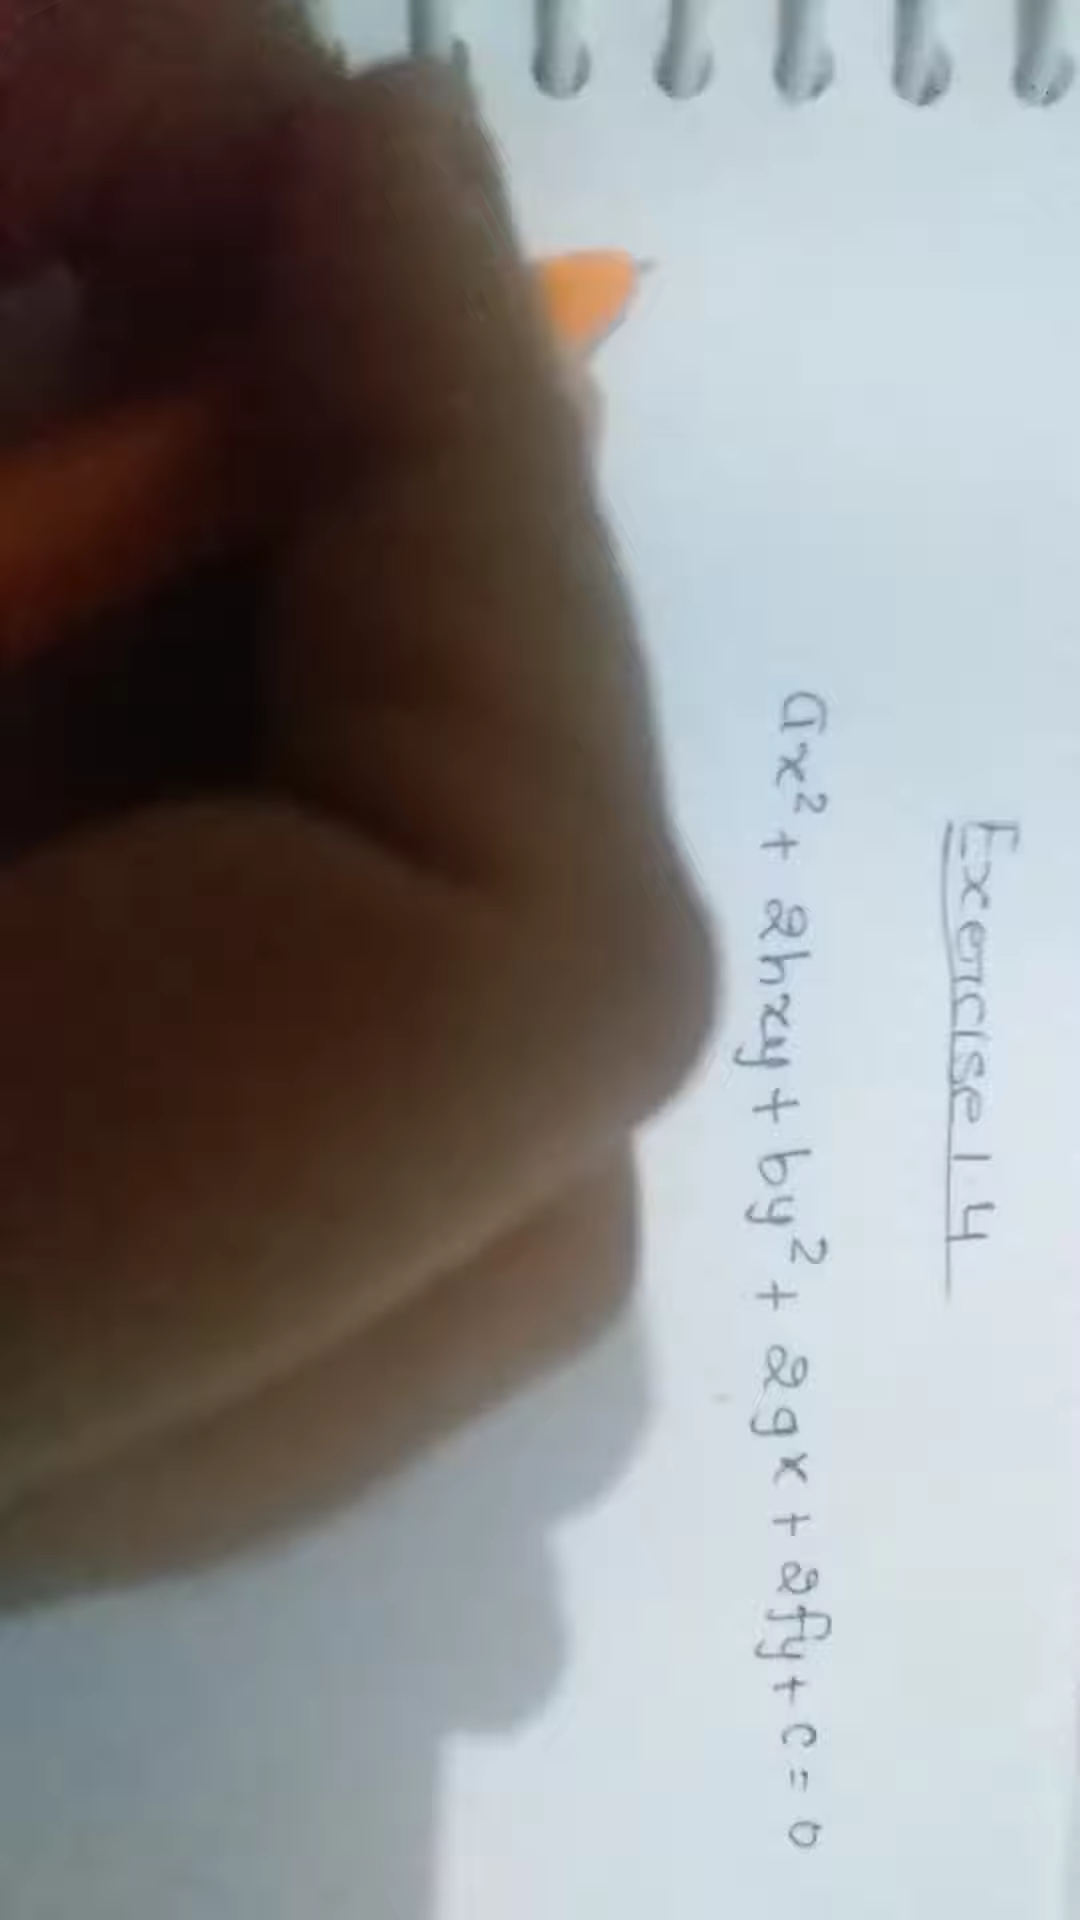 Exercise 1.4
ax² + 2hxy + by² + 2gx + 2fy + c = 0